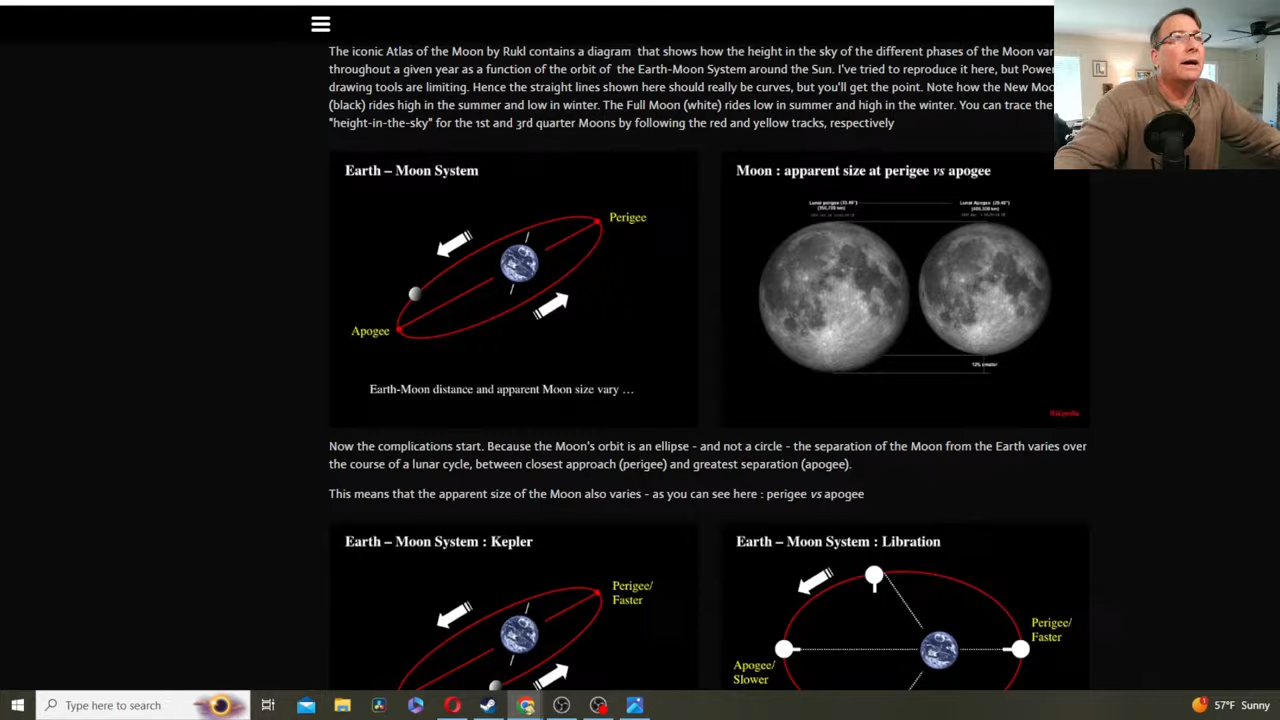 The iconic Atlas of the Moon by Rukl contains a diagram that shows how the height in the sky of the different phases of the Moon var
throughout a given year as a function of the orbit of the Earth-Moon System around the Sun. I've tried to reproduce it here, but Power
drawing tools are limiting. Hence the straight lines shown here should really be curves, but you'll get the point. Note how the New Moo
(black) rides high in the summer and low in winter. The Full Moon (white) rides low in summer and high in the winter. You can trace the
"height-in-the-sky" for the 1st and 3rd quarter Moons by following the red and yellow tracks, respectively
Earth – Moon System
Perigee
Apogee
Earth-Moon distance and apparent Moon size vary …
Moon : apparent size at perigee vs apogee
Lunar perigee
Lunar Apogee
12% smaller
Wikipedia
Now the complications start. Because the Moon's orbit is an ellipse - and not a circle - the separation of the Moon from the Earth varies over
the course of a lunar cycle, between closest approach (perigee) and greatest separation (apogee).
This means that the apparent size of the Moon also varies - as you can see here : perigee vs apogee
Earth – Moon System : Kepler
Perigee/
Faster
Earth – Moon System : Libration
Perigee/
Faster
Apogee/
Slower
Type here to search
57°F Sunny